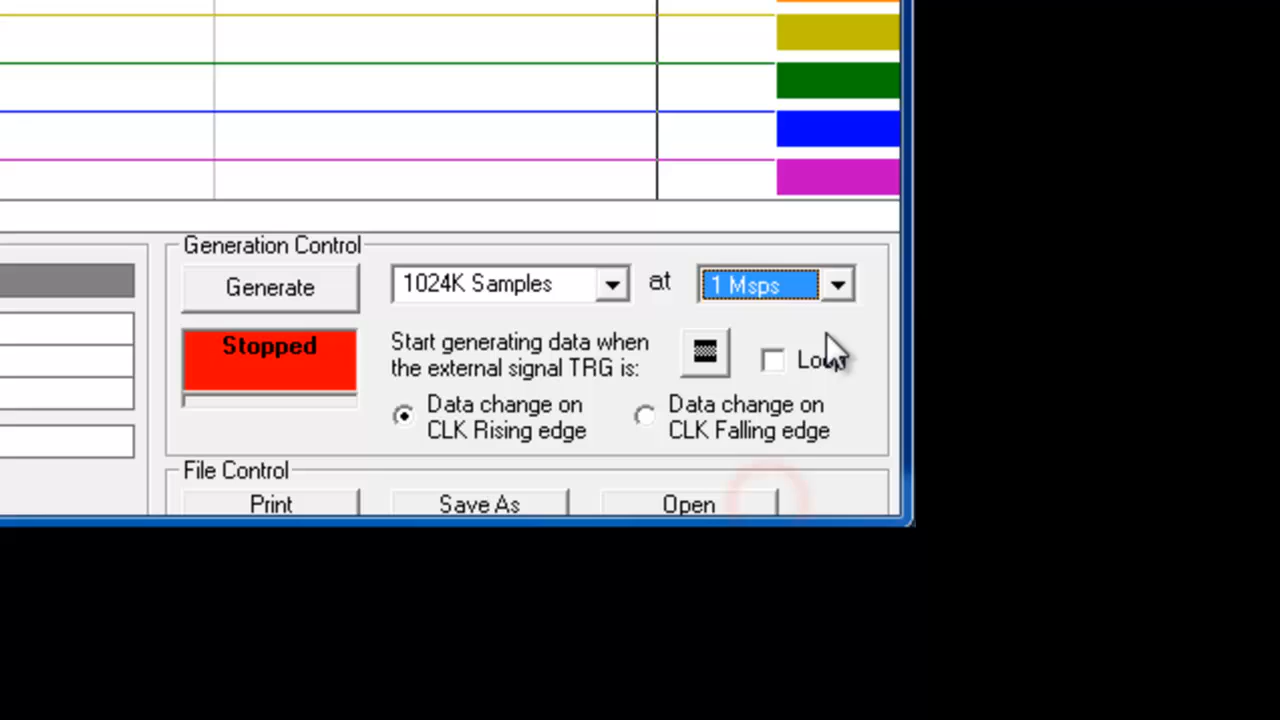 Generation Control
Generate
1024K Samples
at
1 Msps
Stopped
Start generating data when
the external signal TRG is:
Loop
Data change on
CLK Rising edge
Data change on
CLK Falling edge
File Control
Print
Save As
Open